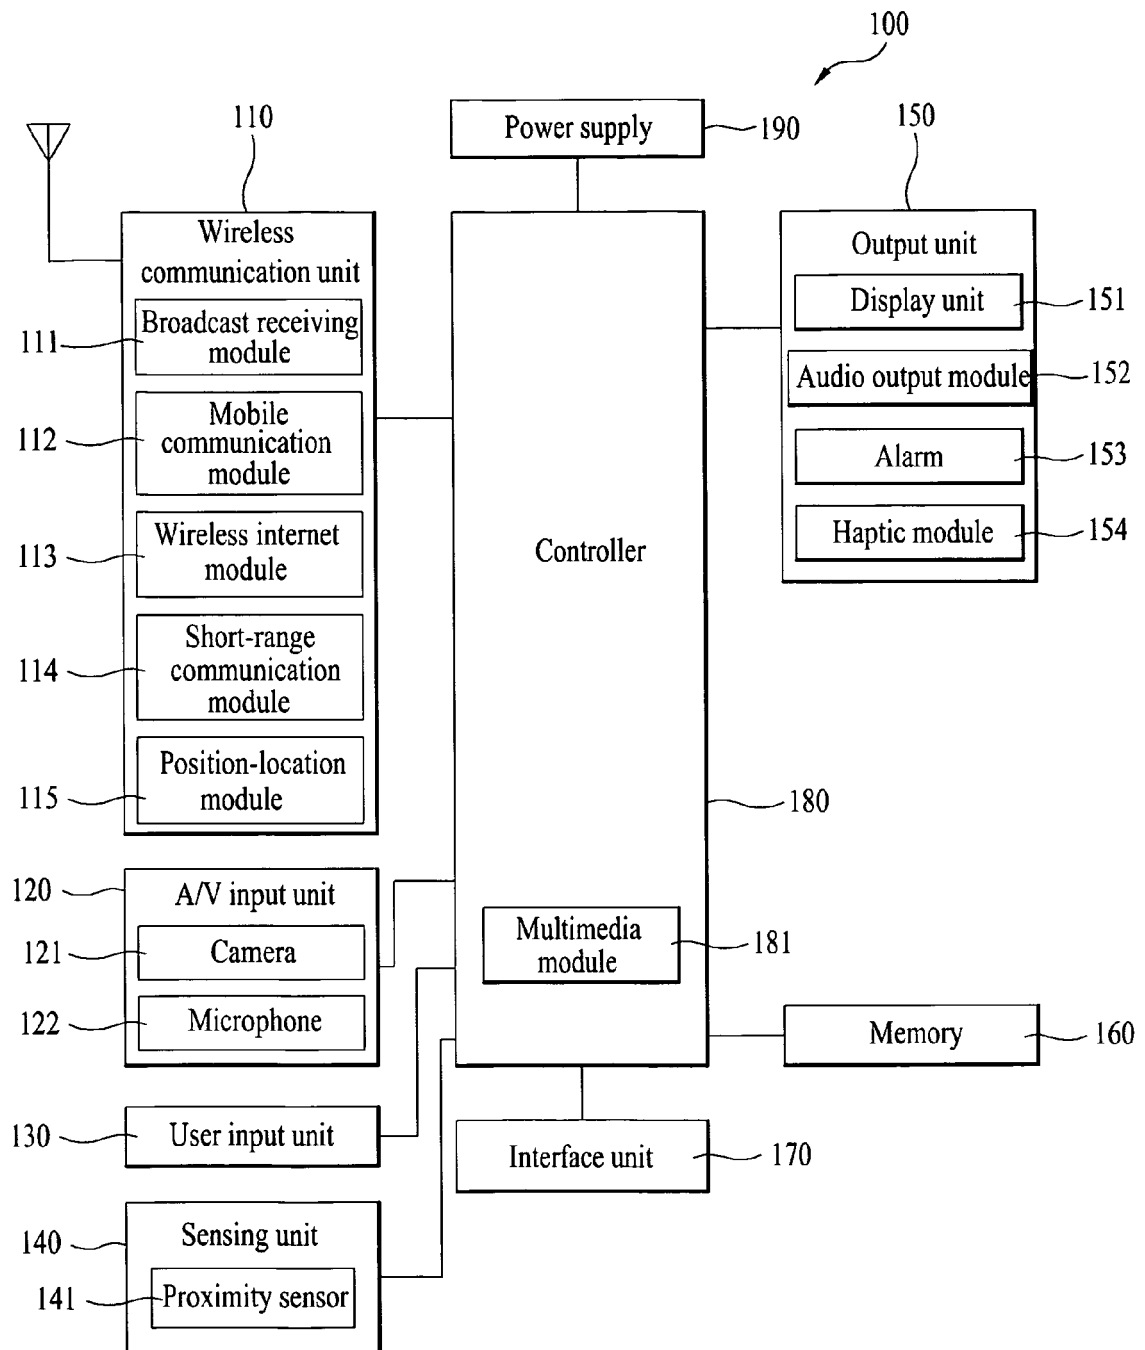 100
110
Power supply
190
150
Wireless
communication unit
Output unit
Broadcast receiving
module
111
Display unit
151
Audio output module
152
Mobile
communication
module
112
Alarm
153
Wireless internet
module
113
Haptic module
154
Controller
Short-range
communication
module
114
Position-location
module
115
180
120
A/V input unit
121
Camera
Multimedia
module
181
122
Microphone
Memory
160
130
User input unit
Interface unit
170
140
Sensing unit
141
Proximity sensor